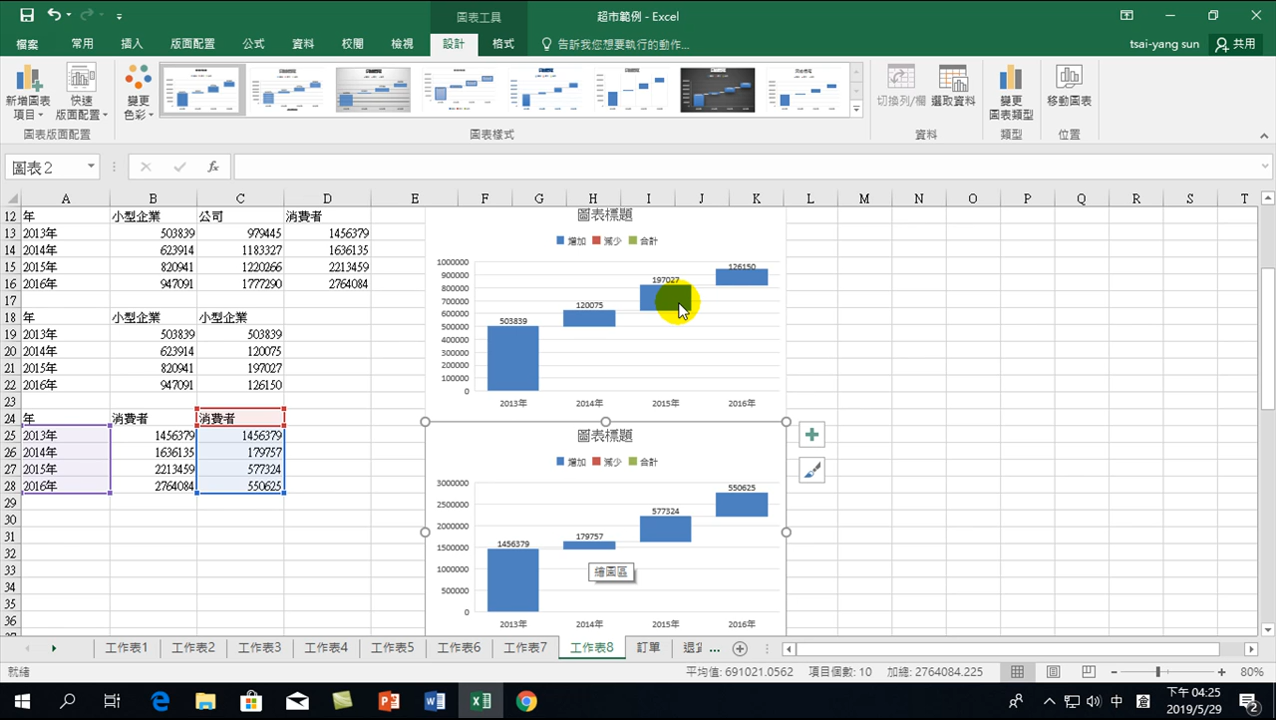 圖表工具
超市範例 - Excel
檔案 常用 插入 版面配置 公式 資料 校閱 檢視 設計 格式 告訴我您想要執行的動作... tsai-yang sun 共用
新增圖表項目 快速版面配置 變更色彩 切換列/欄 選取資料 變更圖表類型 移動圖表
圖表版面配置 圖表樣式 資料 類型 位置
圖表 2 fx
A B C D E F G H I J K L M N O P Q R S T
12 年 小型企業 公司 消費者
13 2013年 503839 979445 1456379
14 2014年 623914 1183327 1636135
15 2015年 820941 1220266 2213459
16 2016年 947091 1777290 2764084
17
18 年 小型企業 小型企業
19 2013年 503839 503839
20 2014年 623914 120075
21 2015年 820941 197027
22 2016年 947091 126150
23
24 年 消費者 消費者
25 2013年 1456379 1456379
26 2014年 1636135 179757
27 2015年 2213459 577324
28 2016年 2764084 550625
29
30
31
32
33
34
35
36
圖表標題
增加 減少 合計
1000000
900000
800000
700000
600000
500000
400000
300000
200000
100000
0
503839 120075 197027 126150
2013年 2014年 2015年 2016年
圖表標題
增加 減少 合計
3000000
2500000
2000000
1500000
1000000
500000
0
1456379 179757 577324 550625
繪圖區
2013年 2014年 2015年 2016年
工作表1 工作表2 工作表3 工作表4 工作表5 工作表6 工作表7 工作表8 訂單 ...
就緒 平均值: 691021.0562 項目個數: 10 加總: 2764084.225 80%
中 下午 04:25
2019/5/29 2